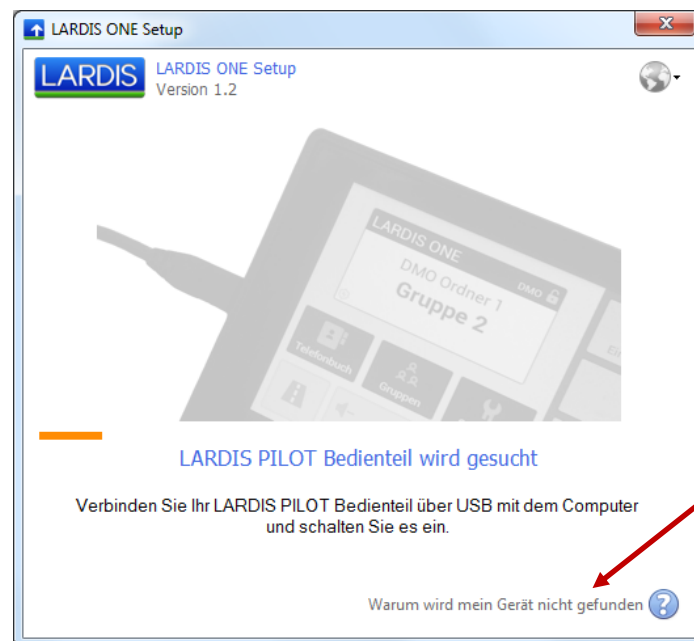 LARDIS ONE Setup
LARDIS
LARDIS ONE Setup
Version 1.2
LARDIS ONE
DMO
DMO Ordner 1
Gruppe 2
Telefonbuch
Gruppen
LARDIS PILOT Bedienteil wird gesucht
Verbinden Sie Ihr LARDIS PILOT Bedienteil über USB mit dem Computer
und schalten Sie es ein.
Warum wird mein Gerät nicht gefunden